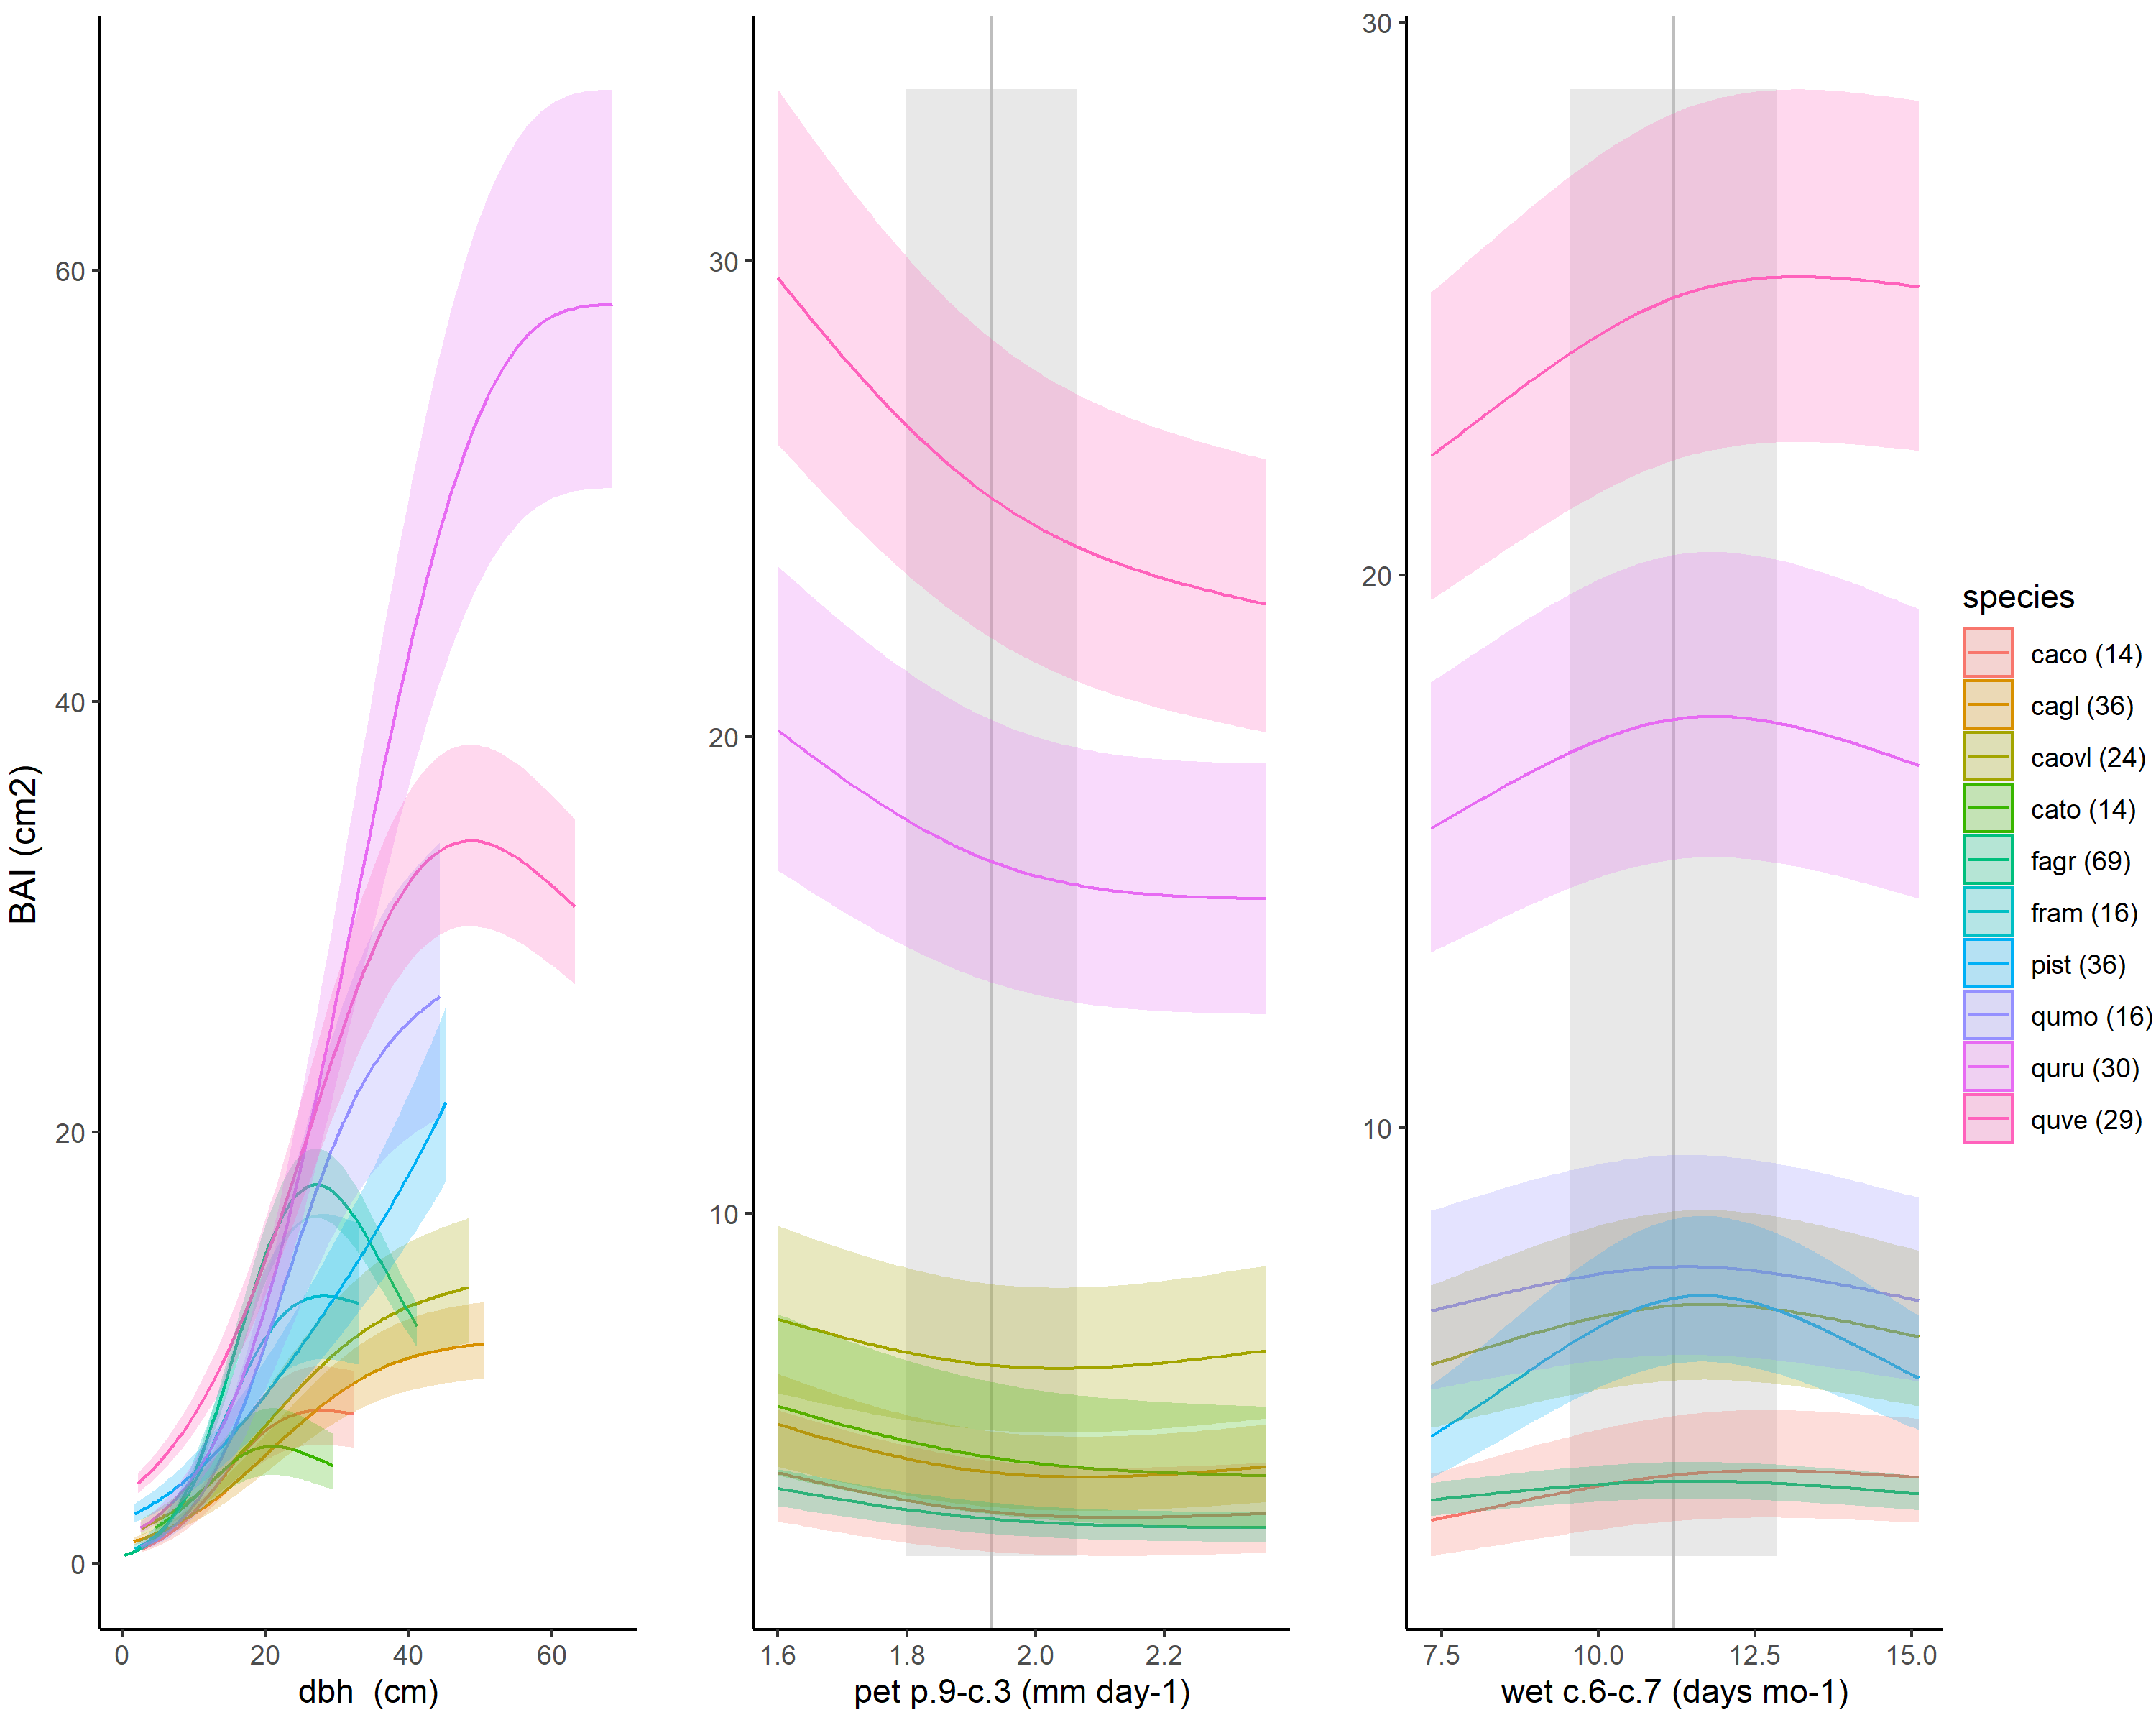 BAI (cm2)
60
40
20
0
0 20 40 60
dbh  (cm)
30
20
10
1.6 1.8 2.0 2.2
pet p.9-c.3 (mm day-1)
30
20
10
7.5 10.0 12.5 15.0
wet c.6-c.7 (days mo-1)
species
caco (14)
cagl (36)
caovl (24)
cato (14)
fagr (69)
fram (16)
pist (36)
qumo (16)
quru (30)
quve (29)